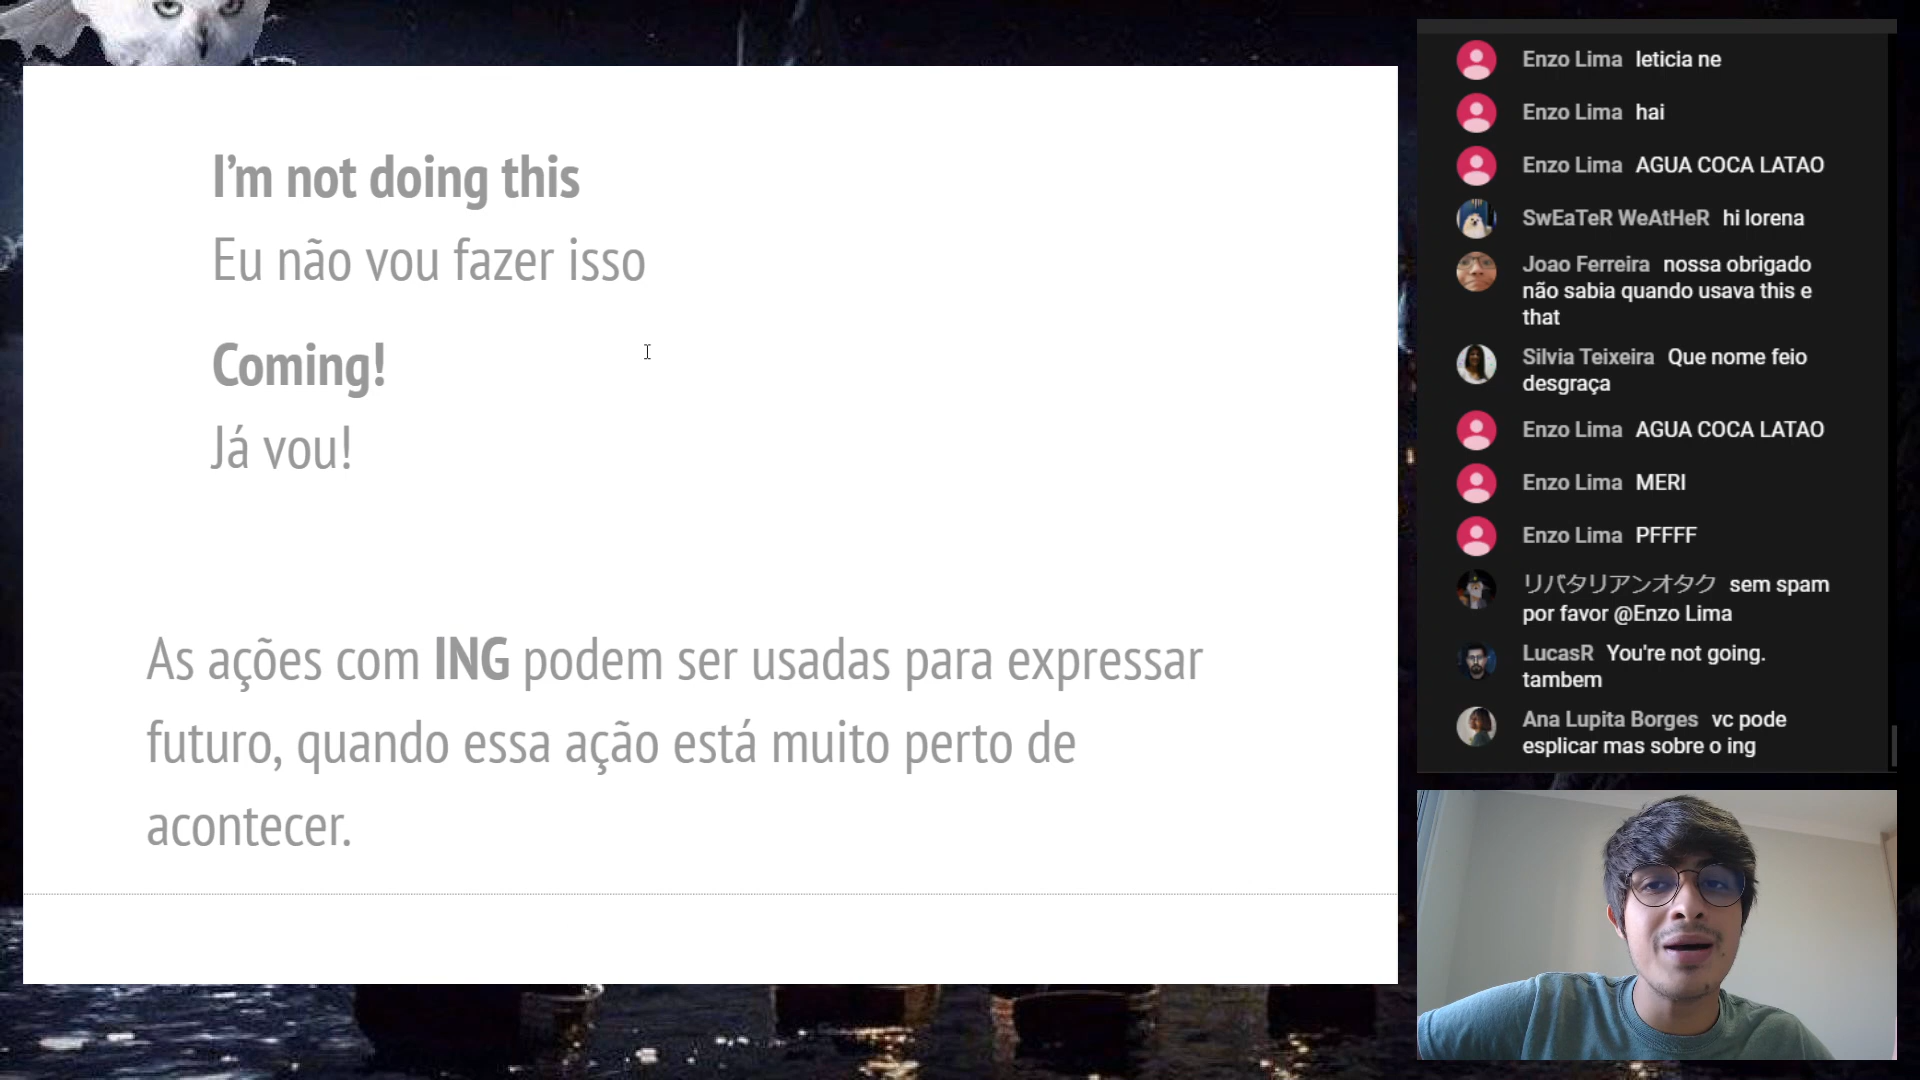 I’m not doing this
Eu não vou fazer isso
Coming!
Já vou!
As ações com ING podem ser usadas para expressar
futuro, quando essa ação está muito perto de
acontecer.
Enzo Lima leticia ne
Enzo Lima hai
Enzo Lima AGUA COCA LATAO
SwEaTeR WeAtHeR hi lorena
Joao Ferreira nossa obrigado
não sabia quando usava this e
that
Silvia Teixeira Que nome feio
desgraça
Enzo Lima AGUA COCA LATAO
Enzo Lima MERI
Enzo Lima PFFFF
リバタリアンオタク sem spam
por favor @Enzo Lima
LucasR You're not going.
tambem
Ana Lupita Borges vc pode
esplicar mas sobre o ing